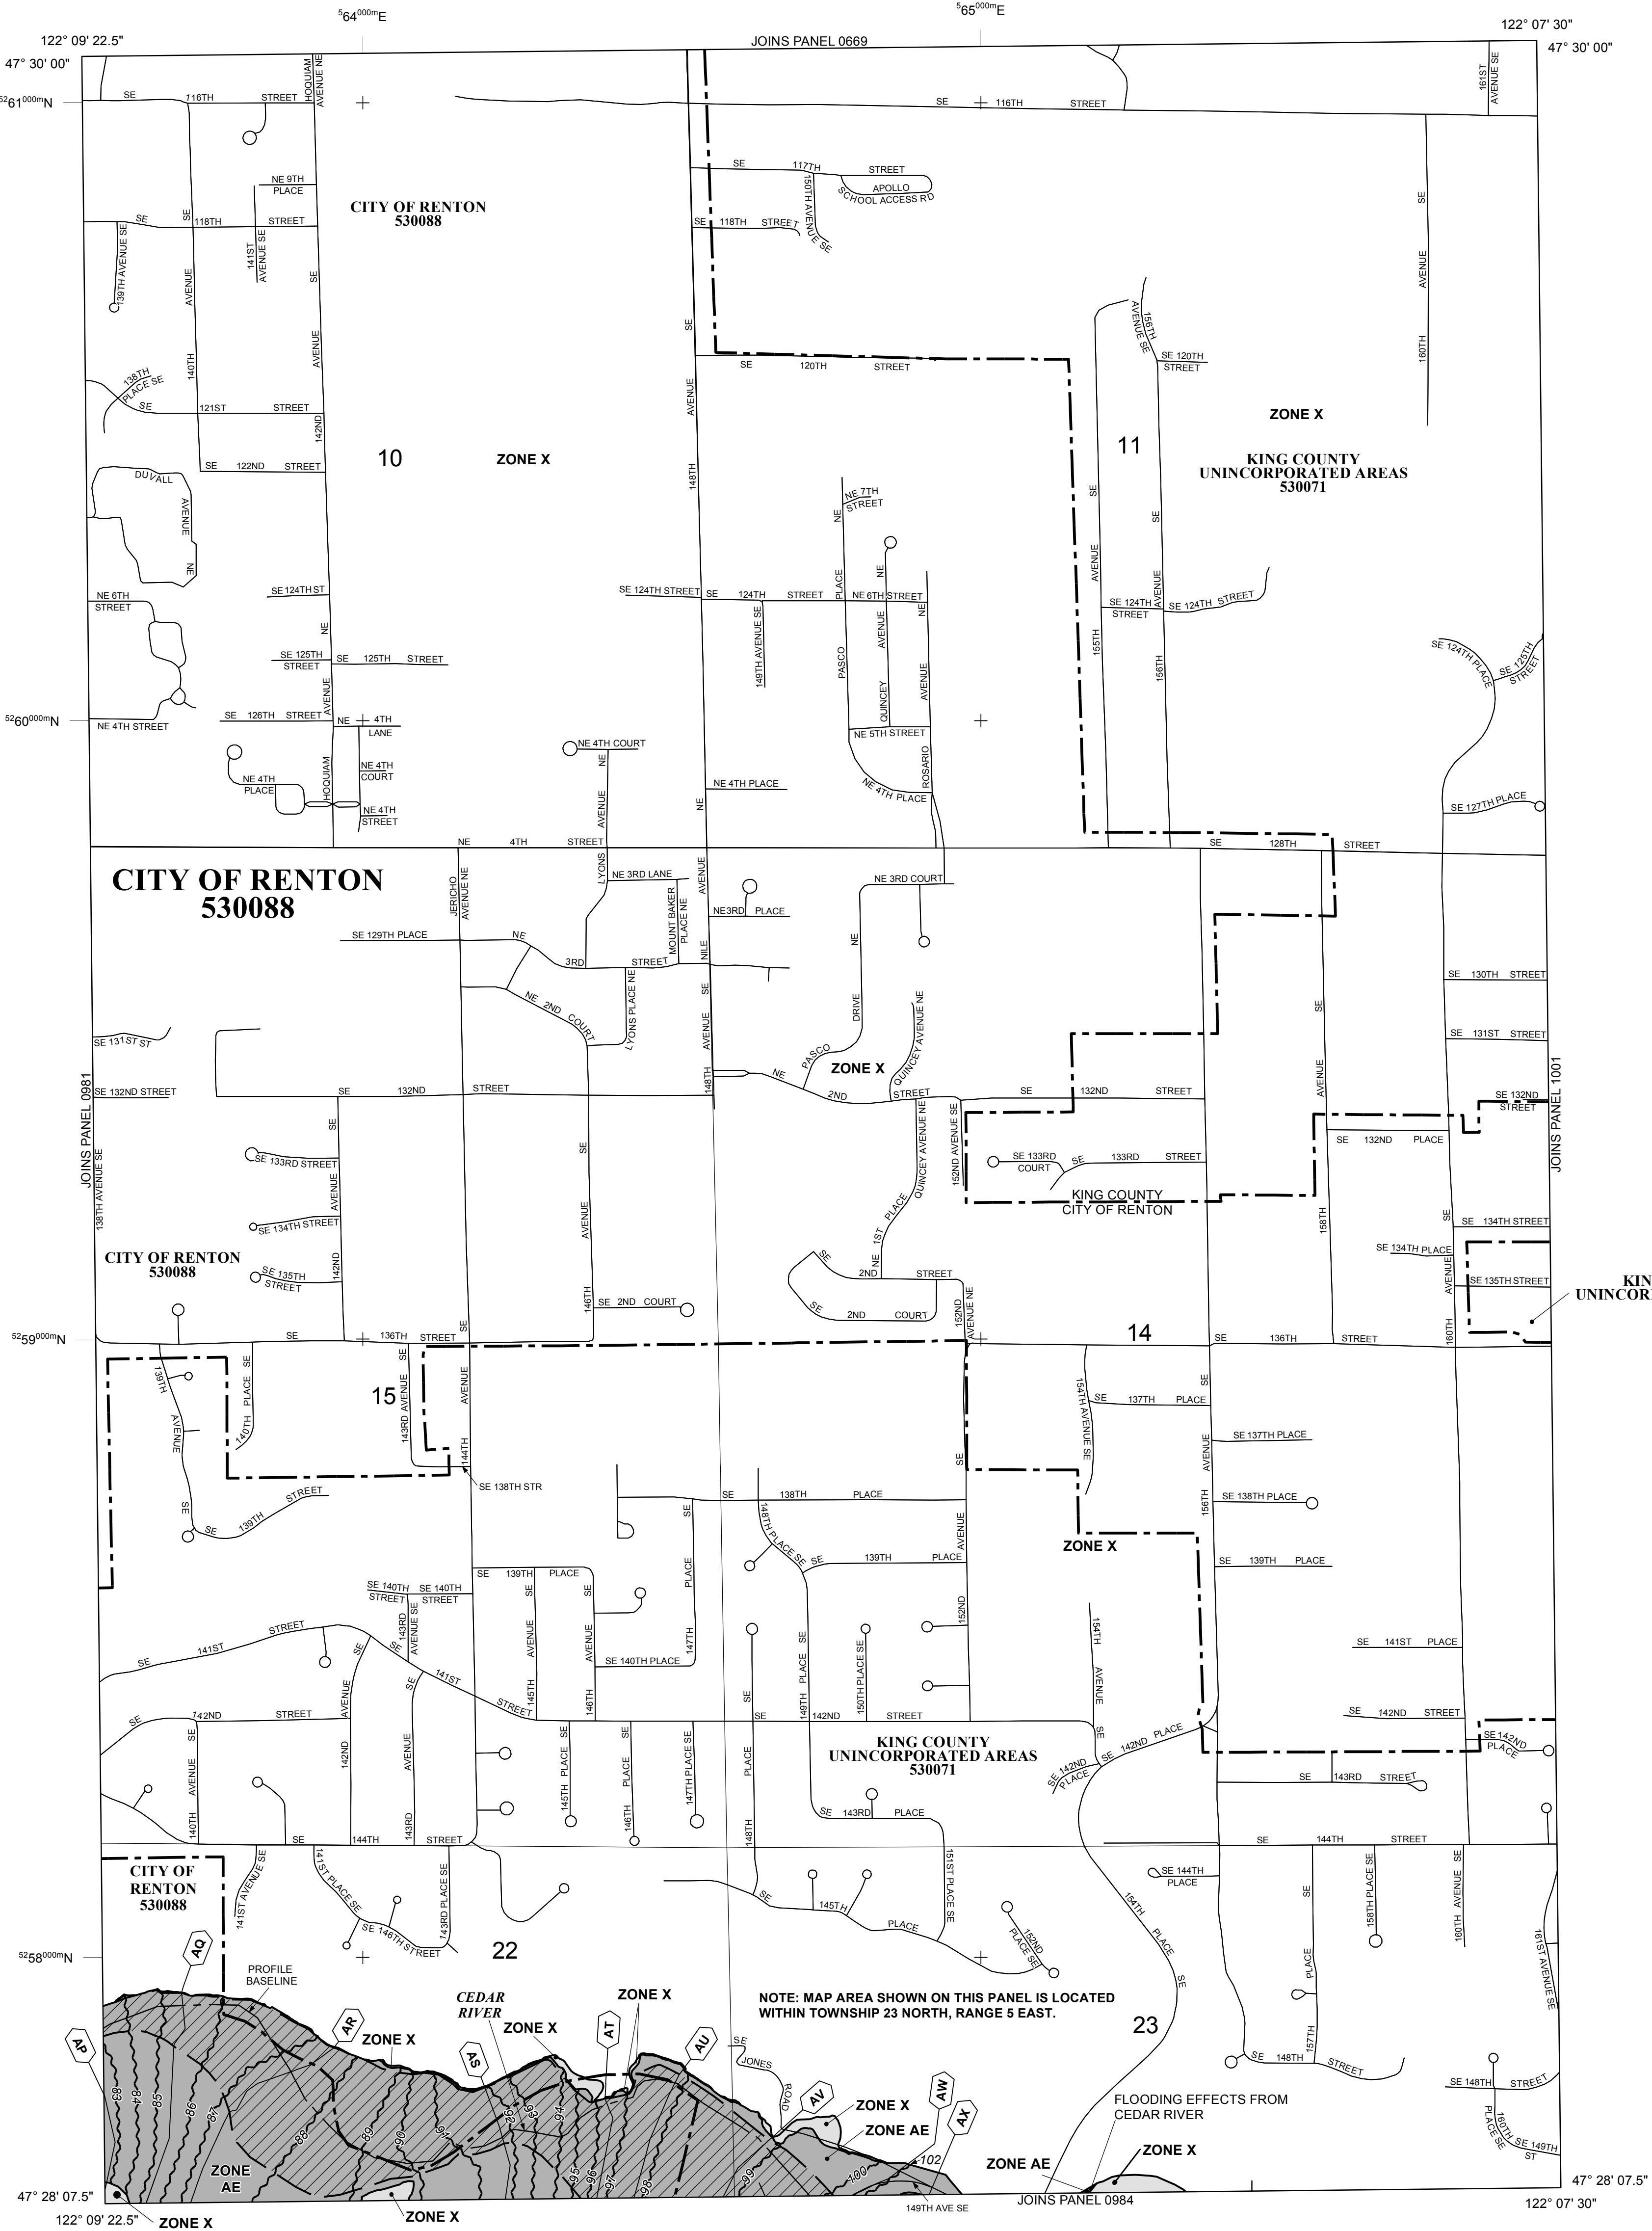 564000mE
565000mE
122° 09' 22.5"
JOINS PANEL 0669
122° 07' 30"
47° 30' 00"
47° 30' 00"
5261000mN
SE 116TH STREET
HOQUIAM AVENUE NE
SE 116TH STREET
161ST AVENUE SE
NE 9TH PLACE
SE 117TH STREET
APOLLO
SCHOOL ACCESS RD
150TH AVENUE SE
CITY OF RENTON
530088
SE 118TH STREET
SE 118TH STREET
139TH AVENUE SE
141ST AVENUE SE
140TH AVENUE SE
142ND AVENUE SE
148TH AVENUE SE
156TH AVENUE SE
160TH AVENUE SE
SE 120TH STREET
SE 120TH STREET
138TH PLACE SE
SE 121ST STREET
SE 122ND STREET
10
ZONE X
11
ZONE X
KING COUNTY
UNINCORPORATED AREAS
530071
DUVALL AVENUE NE
NE 7TH STREET
PASCO PLACE NE
QUINCEY AVENUE NE
ROSARIO AVENUE NE
155TH AVENUE SE
156TH AVENUE SE
NE 6TH STREET
SE 124TH ST
SE 124TH STREET
SE 124TH STREET
NE 6TH STREET
SE 124TH STREET
SE 124TH STREET
149TH AVENUE SE
SE 125TH STREET
SE 125TH STREET
SE 124TH PLACE
SE 125TH STREET
5260000mN
NE 4TH STREET
SE 126TH STREET
NE 4TH LANE
HOQUIAM AVENUE NE
NE 4TH COURT
NE 4TH COURT
NE 5TH STREET
NE 4TH PLACE
NE 4TH STREET
NE 4TH PLACE
NE 4TH PLACE
SE 127TH PLACE
NE 4TH STREET
SE 128TH STREET
CITY OF RENTON
530088
JERICHO AVENUE NE
LYONS AVENUE NE
NE 3RD LANE
MOUNT BAKER PLACE NE
NILE AVENUE NE
NE 3RD PLACE
NE 3RD COURT
SE 129TH PLACE
NE 3RD STREET
NE 2ND COURT
LYONS PLACE NE
PASCO DRIVE NE
QUINCEY AVENUE NE
SE 130TH STREET
SE 131ST ST
SE 131ST STREET
ZONE X
JOINS PANEL 0981
JOINS PANEL 1001
SE 132ND STREET
SE 132ND STREET
148TH AVENUE SE
NE 2ND STREET
SE 132ND STREET
SE 132ND STREET
SE 132ND PLACE
138TH AVENUE SE
SE 133RD STREET
142ND AVENUE SE
146TH AVENUE SE
QUINCEY AVENUE NE
152ND AVENUE SE
SE 133RD COURT
SE 133RD STREET
158TH AVENUE SE
KING COUNTY
CITY OF RENTON
SE 134TH STREET
NE 1ST PLACE
SE 134TH STREET
SE 134TH PLACE
160TH AVENUE SE
CITY OF RENTON
530088
SE 135TH STREET
SE 2ND STREET
SE 2ND COURT
SE 2ND COURT
152ND AVENUE NE
SE 135TH STREET
KIN
UNINCOR
5259000mN
SE 136TH STREET
14
SE 136TH STREET
139TH AVENUE SE
140TH PLACE SE
15
143RD AVENUE SE
144TH AVENUE SE
154TH AVENUE SE
SE 137TH PLACE
SE 137TH PLACE
156TH AVENUE SE
SE 138TH STR
SE 139TH STREET
SE 138TH PLACE
SE 138TH PLACE
148TH PLACE SE
ZONE X
SE 139TH PLACE
SE 139TH PLACE
SE 139TH PLACE
SE 140TH STREET
SE 140TH STREET
143RD AVENUE SE
145TH AVENUE SE
146TH AVENUE SE
147TH PLACE SE
SE 140TH PLACE
149TH PLACE SE
150TH PLACE SE
152ND AVENUE SE
154TH AVENUE SE
SE 141ST STREET
SE 141ST STREET
SE 141ST PLACE
SE 142ND STREET
SE 142ND STREET
SE 142ND STREET
SE 142ND PLACE
SE 142ND PLACE
SE 142ND PLACE
KING COUNTY
UNINCORPORATED AREAS
530071
140TH AVENUE SE
142ND AVENUE SE
143RD AVENUE SE
145TH PLACE SE
146TH PLACE SE
147TH PLACE SE
148TH PLACE SE
SE 143RD PLACE
SE 143RD STREET
SE 144TH STREET
SE 144TH STREET
CITY OF
RENTON
530088
141ST AVENUE SE
141ST PLACE SE
143RD PLACE SE
SE 146TH STREET
SE 145TH PLACE
151ST PLACE SE
152ND PLACE SE
154TH PLACE SE
SE 144TH PLACE
157TH PLACE SE
158TH PLACE SE
160TH AVENUE SE
161ST AVENUE SE
22
5258000mN
AQ
PROFILE BASELINE
CEDAR RIVER
ZONE X
NOTE: MAP AREA SHOWN ON THIS PANEL IS LOCATED
WITHIN TOWNSHIP 23 NORTH, RANGE 5 EAST.
23
AP
AR
ZONE X
AS
ZONE X
AT
AU
SE JONES ROAD
AV
AW
AX
ZONE X
ZONE AE
SE 148TH STREET
SE 148TH STREET
160TH PLACE SE
SE 149TH ST
FLOODING EFFECTS FROM
CEDAR RIVER
83
84
85
86
87
88
89
90
91
92
93
94
95
96
97
98
99
100
102
ZONE AE
ZONE AE
ZONE X
149TH AVE SE
JOINS PANEL 0984
47° 28' 07.5"
47° 28' 07.5"
122° 09' 22.5"
ZONE X
ZONE X
122° 07' 30"